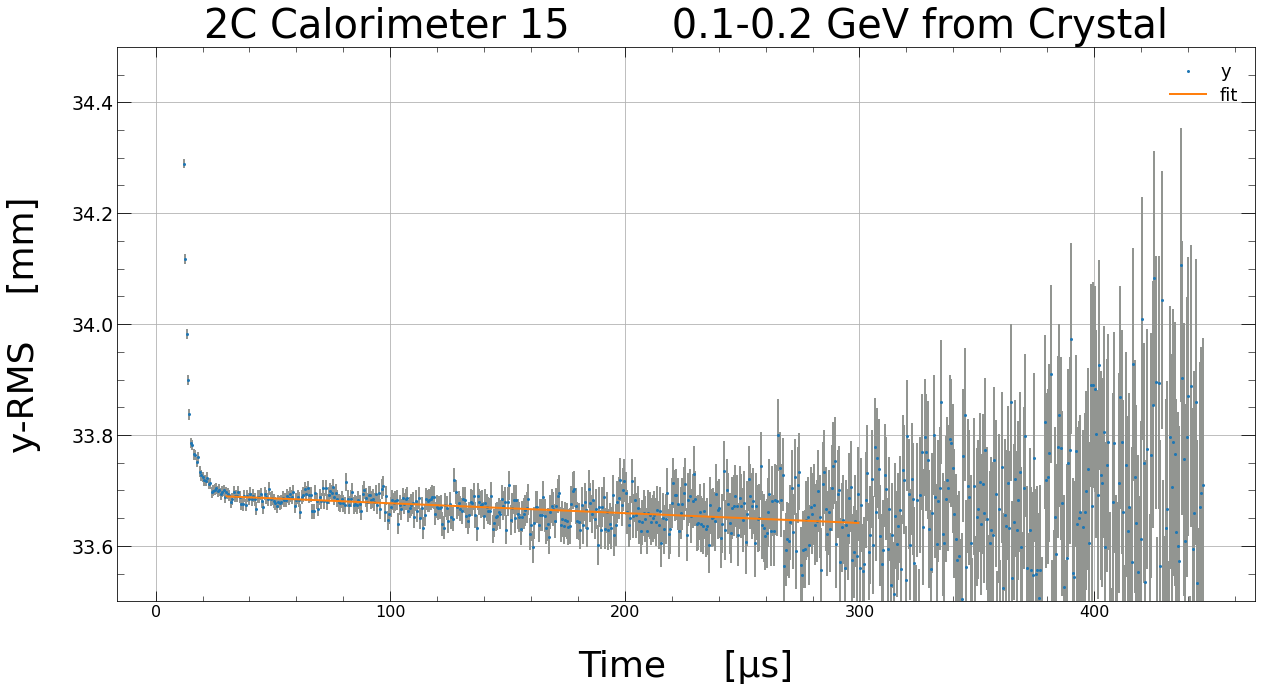 2C Calorimeter 15 0.1-0.2 GeV from Crystal
y
fit
34.4
34.2
34.0
33.8
33.6
y-RMS [mm]
0 100 200 300 400
Time [µs]